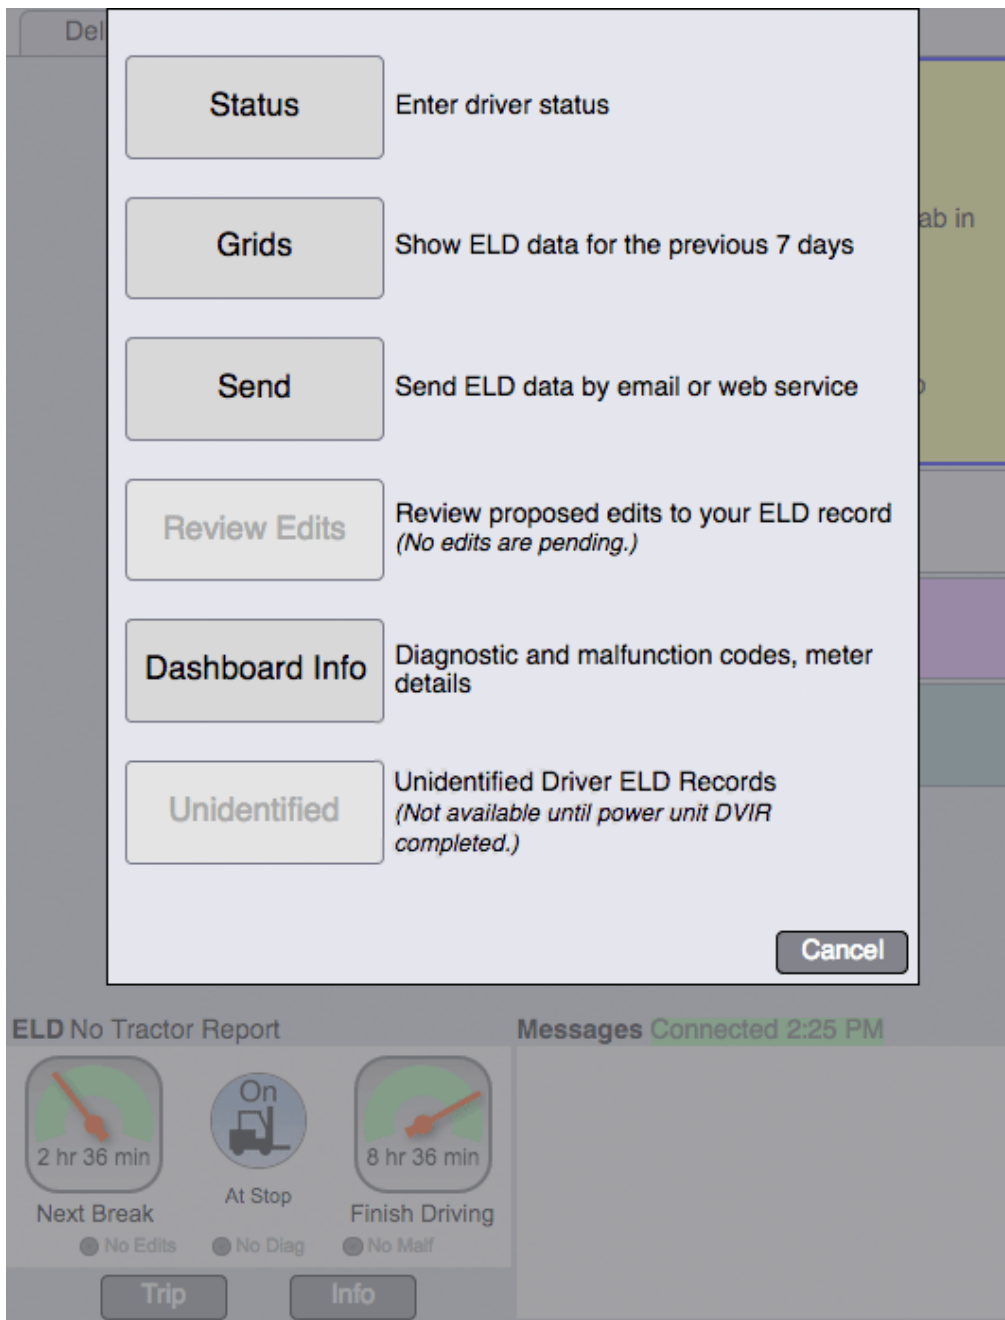 Del
Status
Enter driver status
Grids
Show ELD data for the previous 7 days
ab in
Send
Send ELD data by email or web service
Review Edits
Review proposed edits to your ELD record
(No edits are pending.)
Dashboard Info
Diagnostic and malfunction codes, meter
details
Unidentified
Unidentified Driver ELD Records
(Not available until power unit DVIR
completed.)
Cancel
ELD No Tractor Report
Messages Connected 2:25 PM
2 hr 36 min
On
8 hr 36 min
Next Break
At Stop
Finish Driving
No Edits
No Diag
No Malf
Trip
Info